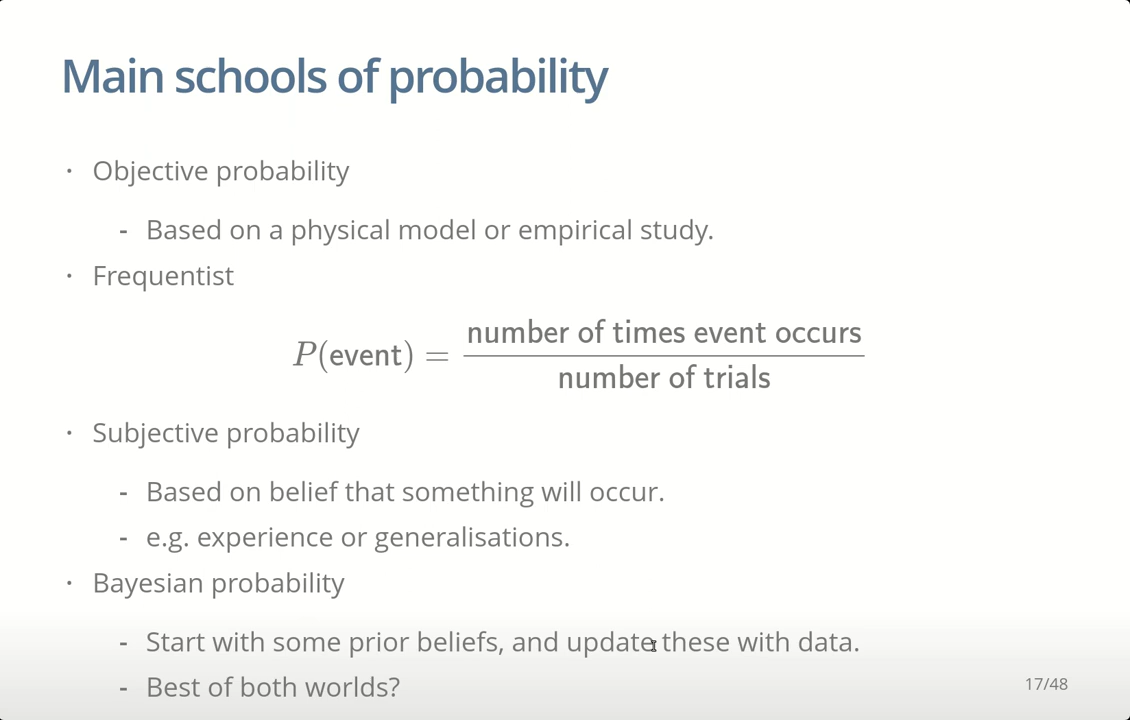 Main schools of probability
· Objective probability
- Based on a physical model or empirical study.
· Frequentist
P(event) = number of times event occurs / number of trials
· Subjective probability
- Based on belief that something will occur.
- e.g. experience or generalisations.
· Bayesian probability
- Start with some prior beliefs, and update these with data.
- Best of both worlds?
17/48